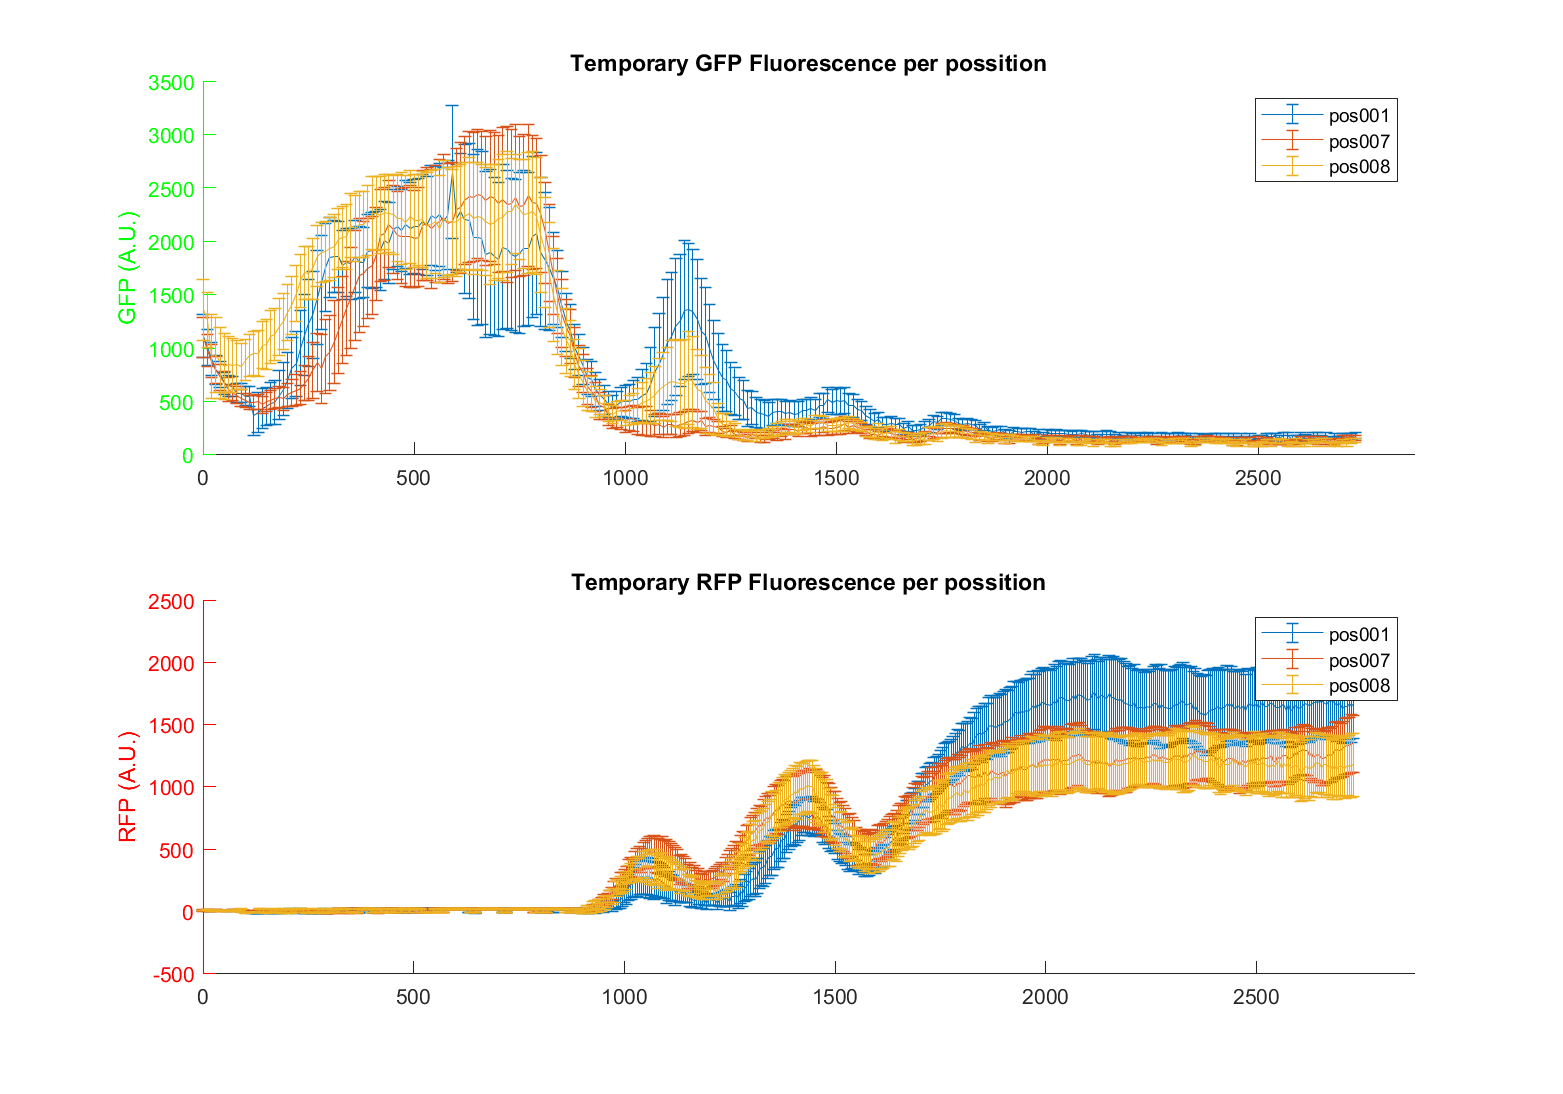 Temporary GFP Fluorescence per possition
GFP (A.U.)
3500
3000
2500
2000
1500
1000
500
0
0 500 1000 1500 2000 2500
pos001
pos007
pos008
Temporary RFP Fluorescence per possition
RFP (A.U.)
2500
2000
1500
1000
500
0
-500
0 500 1000 1500 2000 2500
pos001
pos007
pos008